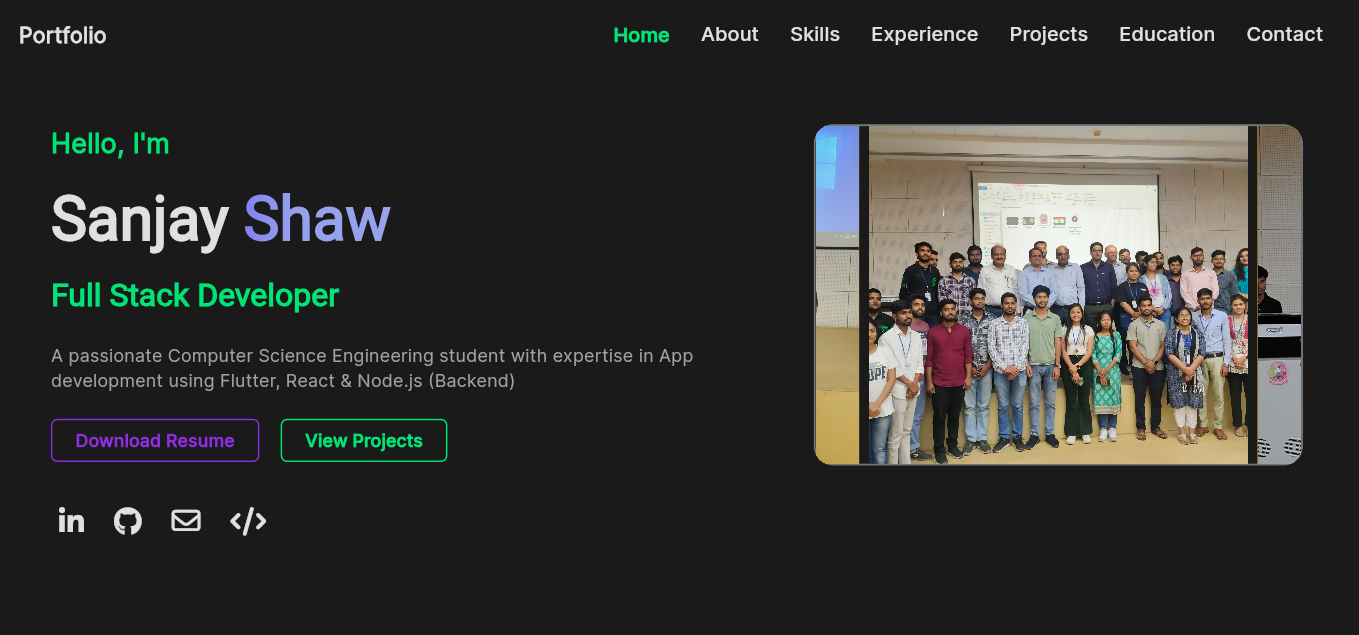 Portfolio
Home About Skills Experience Projects Education Contact
Hello, I'm
Sanjay Shaw
Full Stack Developer
A passionate Computer Science Engineering student with expertise in App
development using Flutter, React & Node.js (Backend)
Download Resume View Projects
in